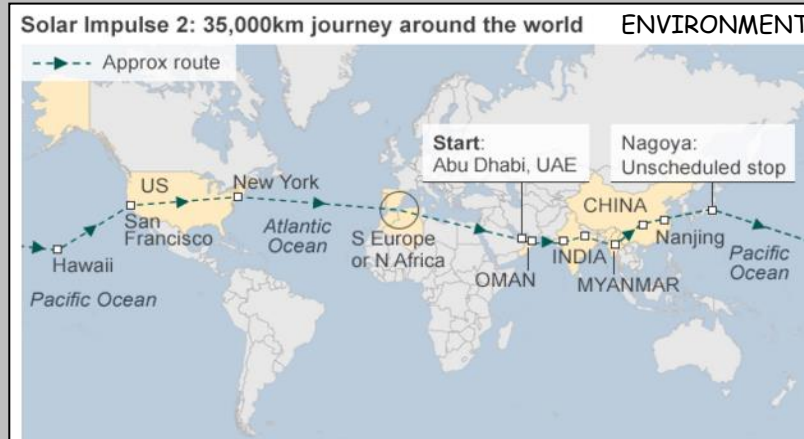 Solar Impulse 2: 35,000km journey around the world
ENVIRONMENT
Approx route
Start:
Abu Dhabi, UAE
Nagoya:
Unscheduled stop
US
New York
San
Francisco
Hawaii
Pacific Ocean
Atlantic
Ocean
S Europe
or N Africa
OMAN
INDIA
MYANMAR
CHINA
Nanjing
Pacific
Ocean